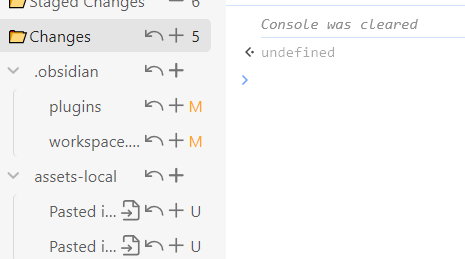 Staged Changes 6
Changes 5
.obsidian
plugins M
workspace.... M
assets-local
Pasted i... U
Pasted i... U
Console was cleared
undefined